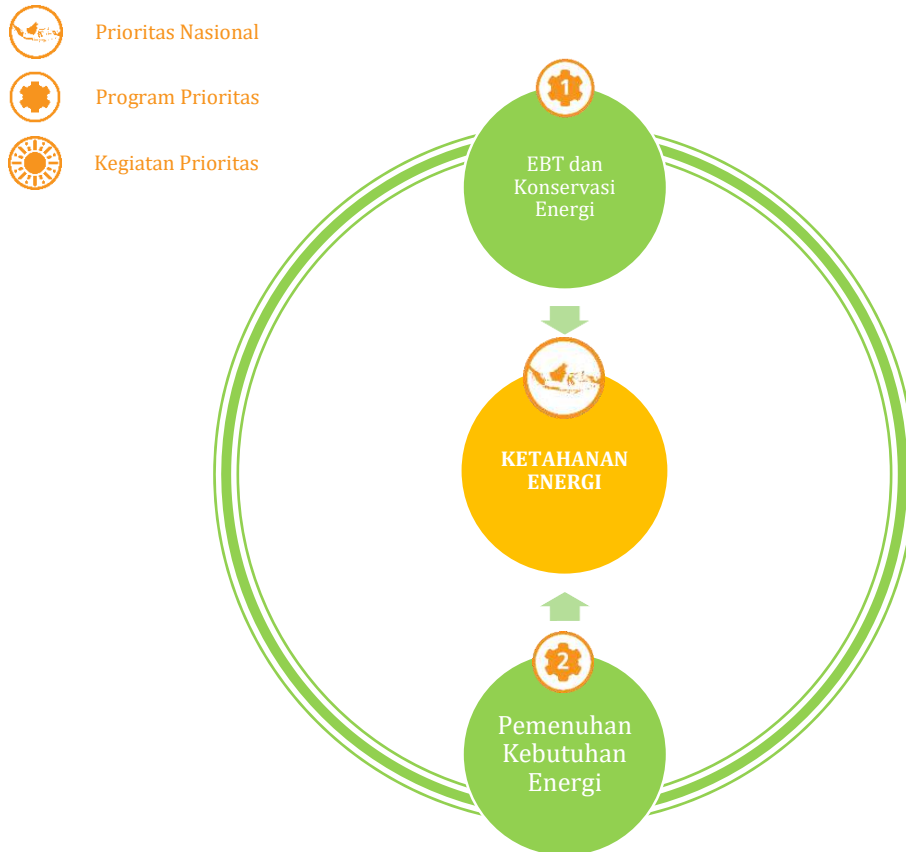 Prioritas Nasional
Program Prioritas
Kegiatan Prioritas
1
EBT dan
Konservasi
Energi
KETAHANAN
ENERGI
2
Pemenuhan
Kebutuhan
Energi